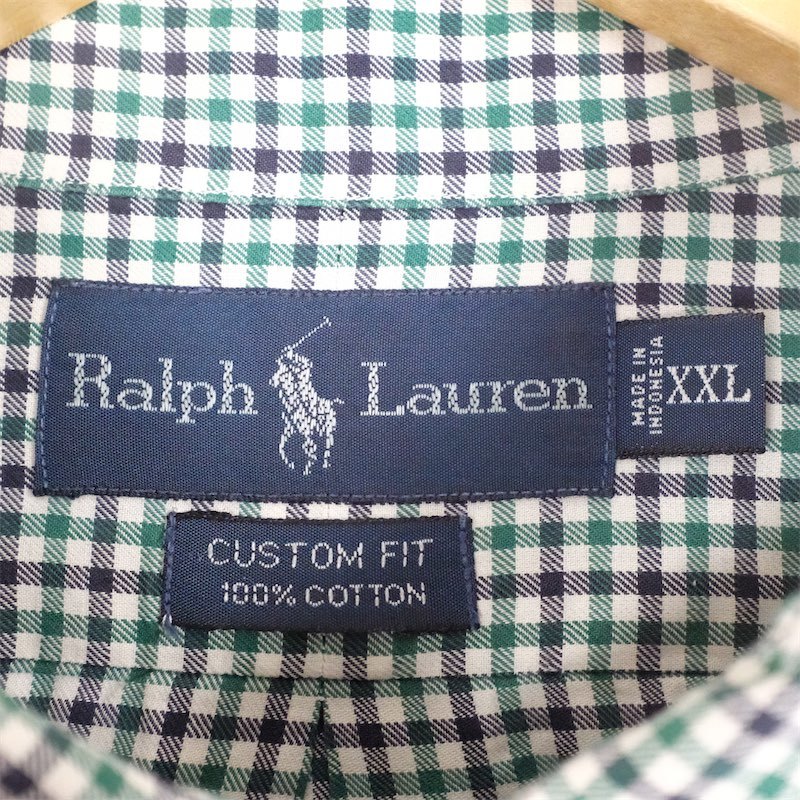 Ralph Lauren
MADE IN
INDONESIA
XXL
CUSTOM FIT
100% COTTON